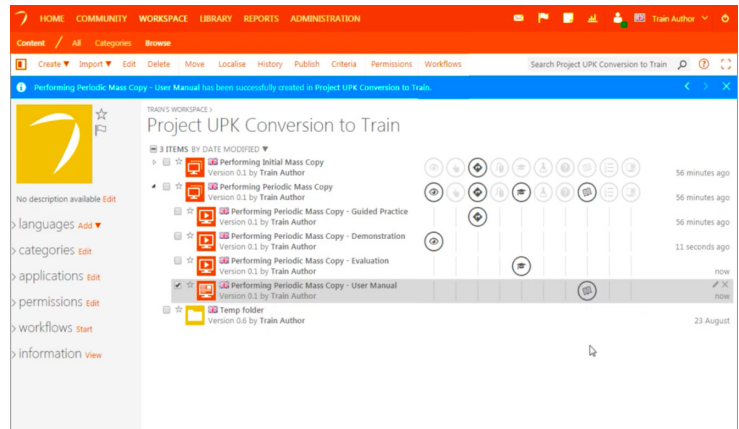 HOME COMMUNITY WORKSPACE LIBRARY REPORTS ADMINISTRATION Train Author
Content / All Categories Browse
Create ▼ Import ▼ Edit Delete Move Localise History Publish Criteria Permissions Workflows Search Project UPK Conversion to Train
Performing Periodic Mass Copy - User Manual has been successfully created in Project UPK Conversion to Train.
TRAIN'S WORKSPACE >
Project UPK Conversion to Train
3 ITEMS BY DATE MODIFIED ▼
Performing Initial Mass Copy
Version 0.1 by Train Author 56 minutes ago
Performing Periodic Mass Copy
Version 0.1 by Train Author 56 minutes ago
Performing Periodic Mass Copy - Guided Practice
Version 0.1 by Train Author 56 minutes ago
Performing Periodic Mass Copy - Demonstration
Version 0.1 by Train Author 11 seconds ago
Performing Periodic Mass Copy - Evaluation
Version 0.1 by Train Author now
Performing Periodic Mass Copy - User Manual
Version 0.1 by Train Author now
Temp folder
Version 0.6 by Train Author 23 August
No description available Edit
> languages Add ▼
> categories Edit
> applications Edit
> permissions Edit
> workflows Start
> information View